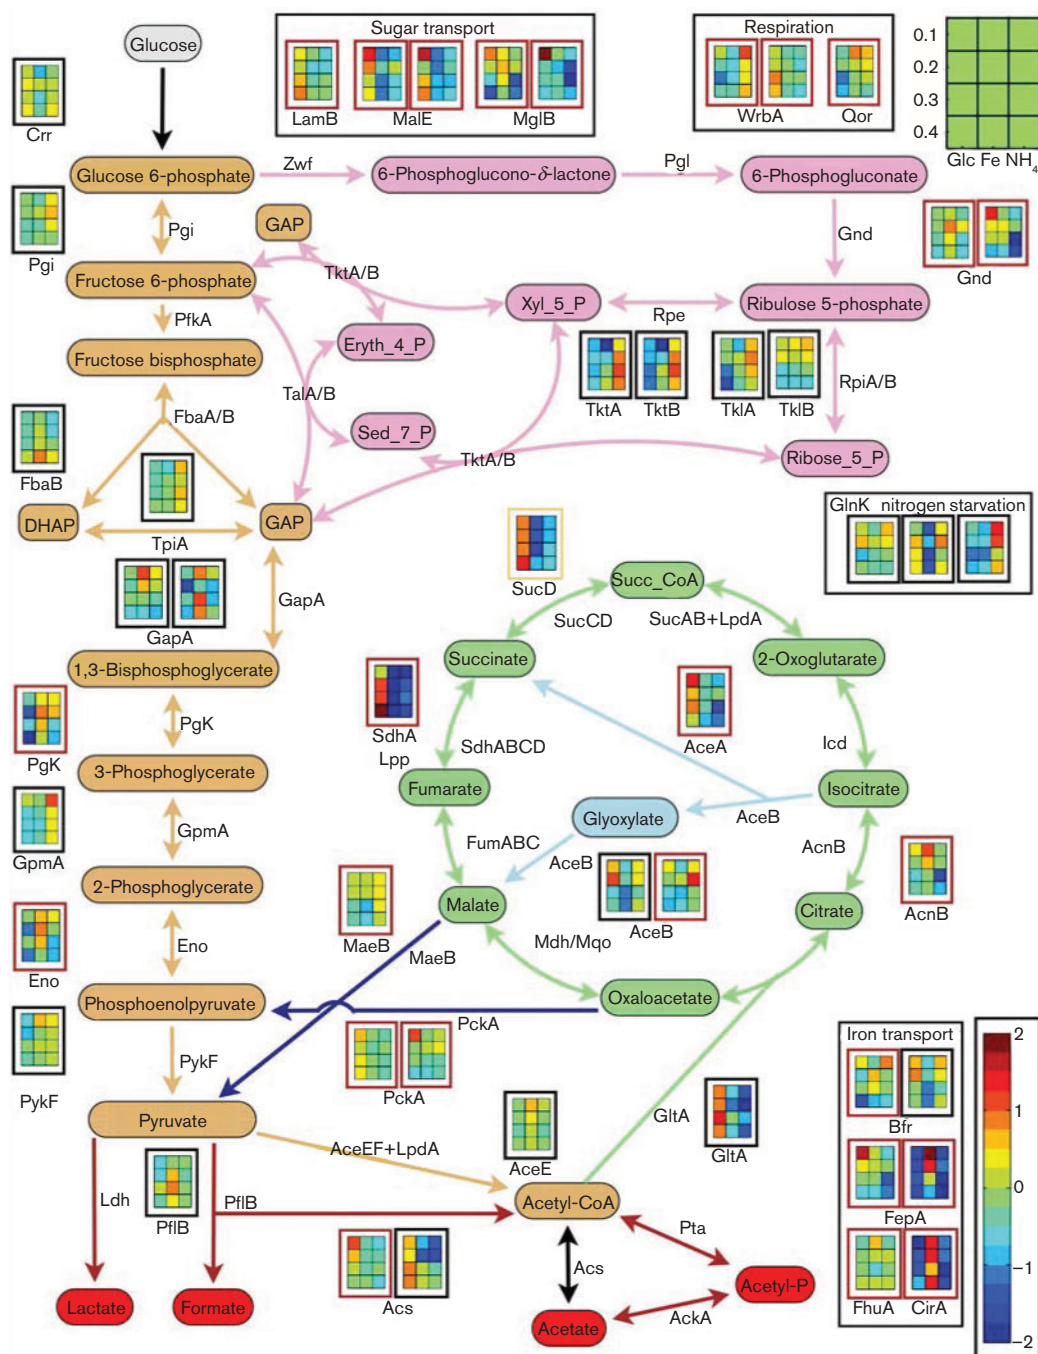 Glucose
Sugar transport
Respiration
0.1
0.2
0.3
0.4
Glc Fe NH4
Crr
LamB
MalE
MglB
WrbA
Qor
Glucose 6-phosphate
Zwf
6-Phosphoglucono-δ-lactone
Pgl
6-Phosphogluconate
Pgi
Pgi
GAP
Gnd
Gnd
Fructose 6-phosphate
TktA/B
Xyl_5_P
Rpe
Ribulose 5-phosphate
PfkA
Eryth_4_P
Fructose bisphosphate
TktA
TktB
TklA
TklB
RpiA/B
TalA/B
FbaA/B
Sed_7_P
TktA/B
Ribose_5_P
FbaB
DHAP
TpiA
GAP
GlnK nitrogen starvation
GapA
GapA
SucD
Succ_CoA
SucCD
SucAB+LpdA
1,3-Bisphosphoglycerate
Succinate
2-Oxoglutarate
PgK
PgK
SdhA
Lpp
SdhABCD
AceA
Icd
3-Phosphoglycerate
Fumarate
Glyoxylate
Isocitrate
AceB
GpmA
GpmA
FumABC
AceB
AcnB
2-Phosphoglycerate
MaeB
Malate
AceB
Citrate
AcnB
Eno
Eno
MaeB
Mdh/Mqo
Phosphoenolpyruvate
PckA
Oxaloacetate
PykF
PykF
PckA
Iron transport
2
1
0
−1
−2
Bfr
FepA
FhuA
CirA
Pyruvate
AceEF+LpdA
AceE
GltA
GltA
Ldh
PflB
PflB
Acetyl-CoA
Pta
Acs
Acs
Acetyl-P
Lactate
Formate
Acetate
AckA